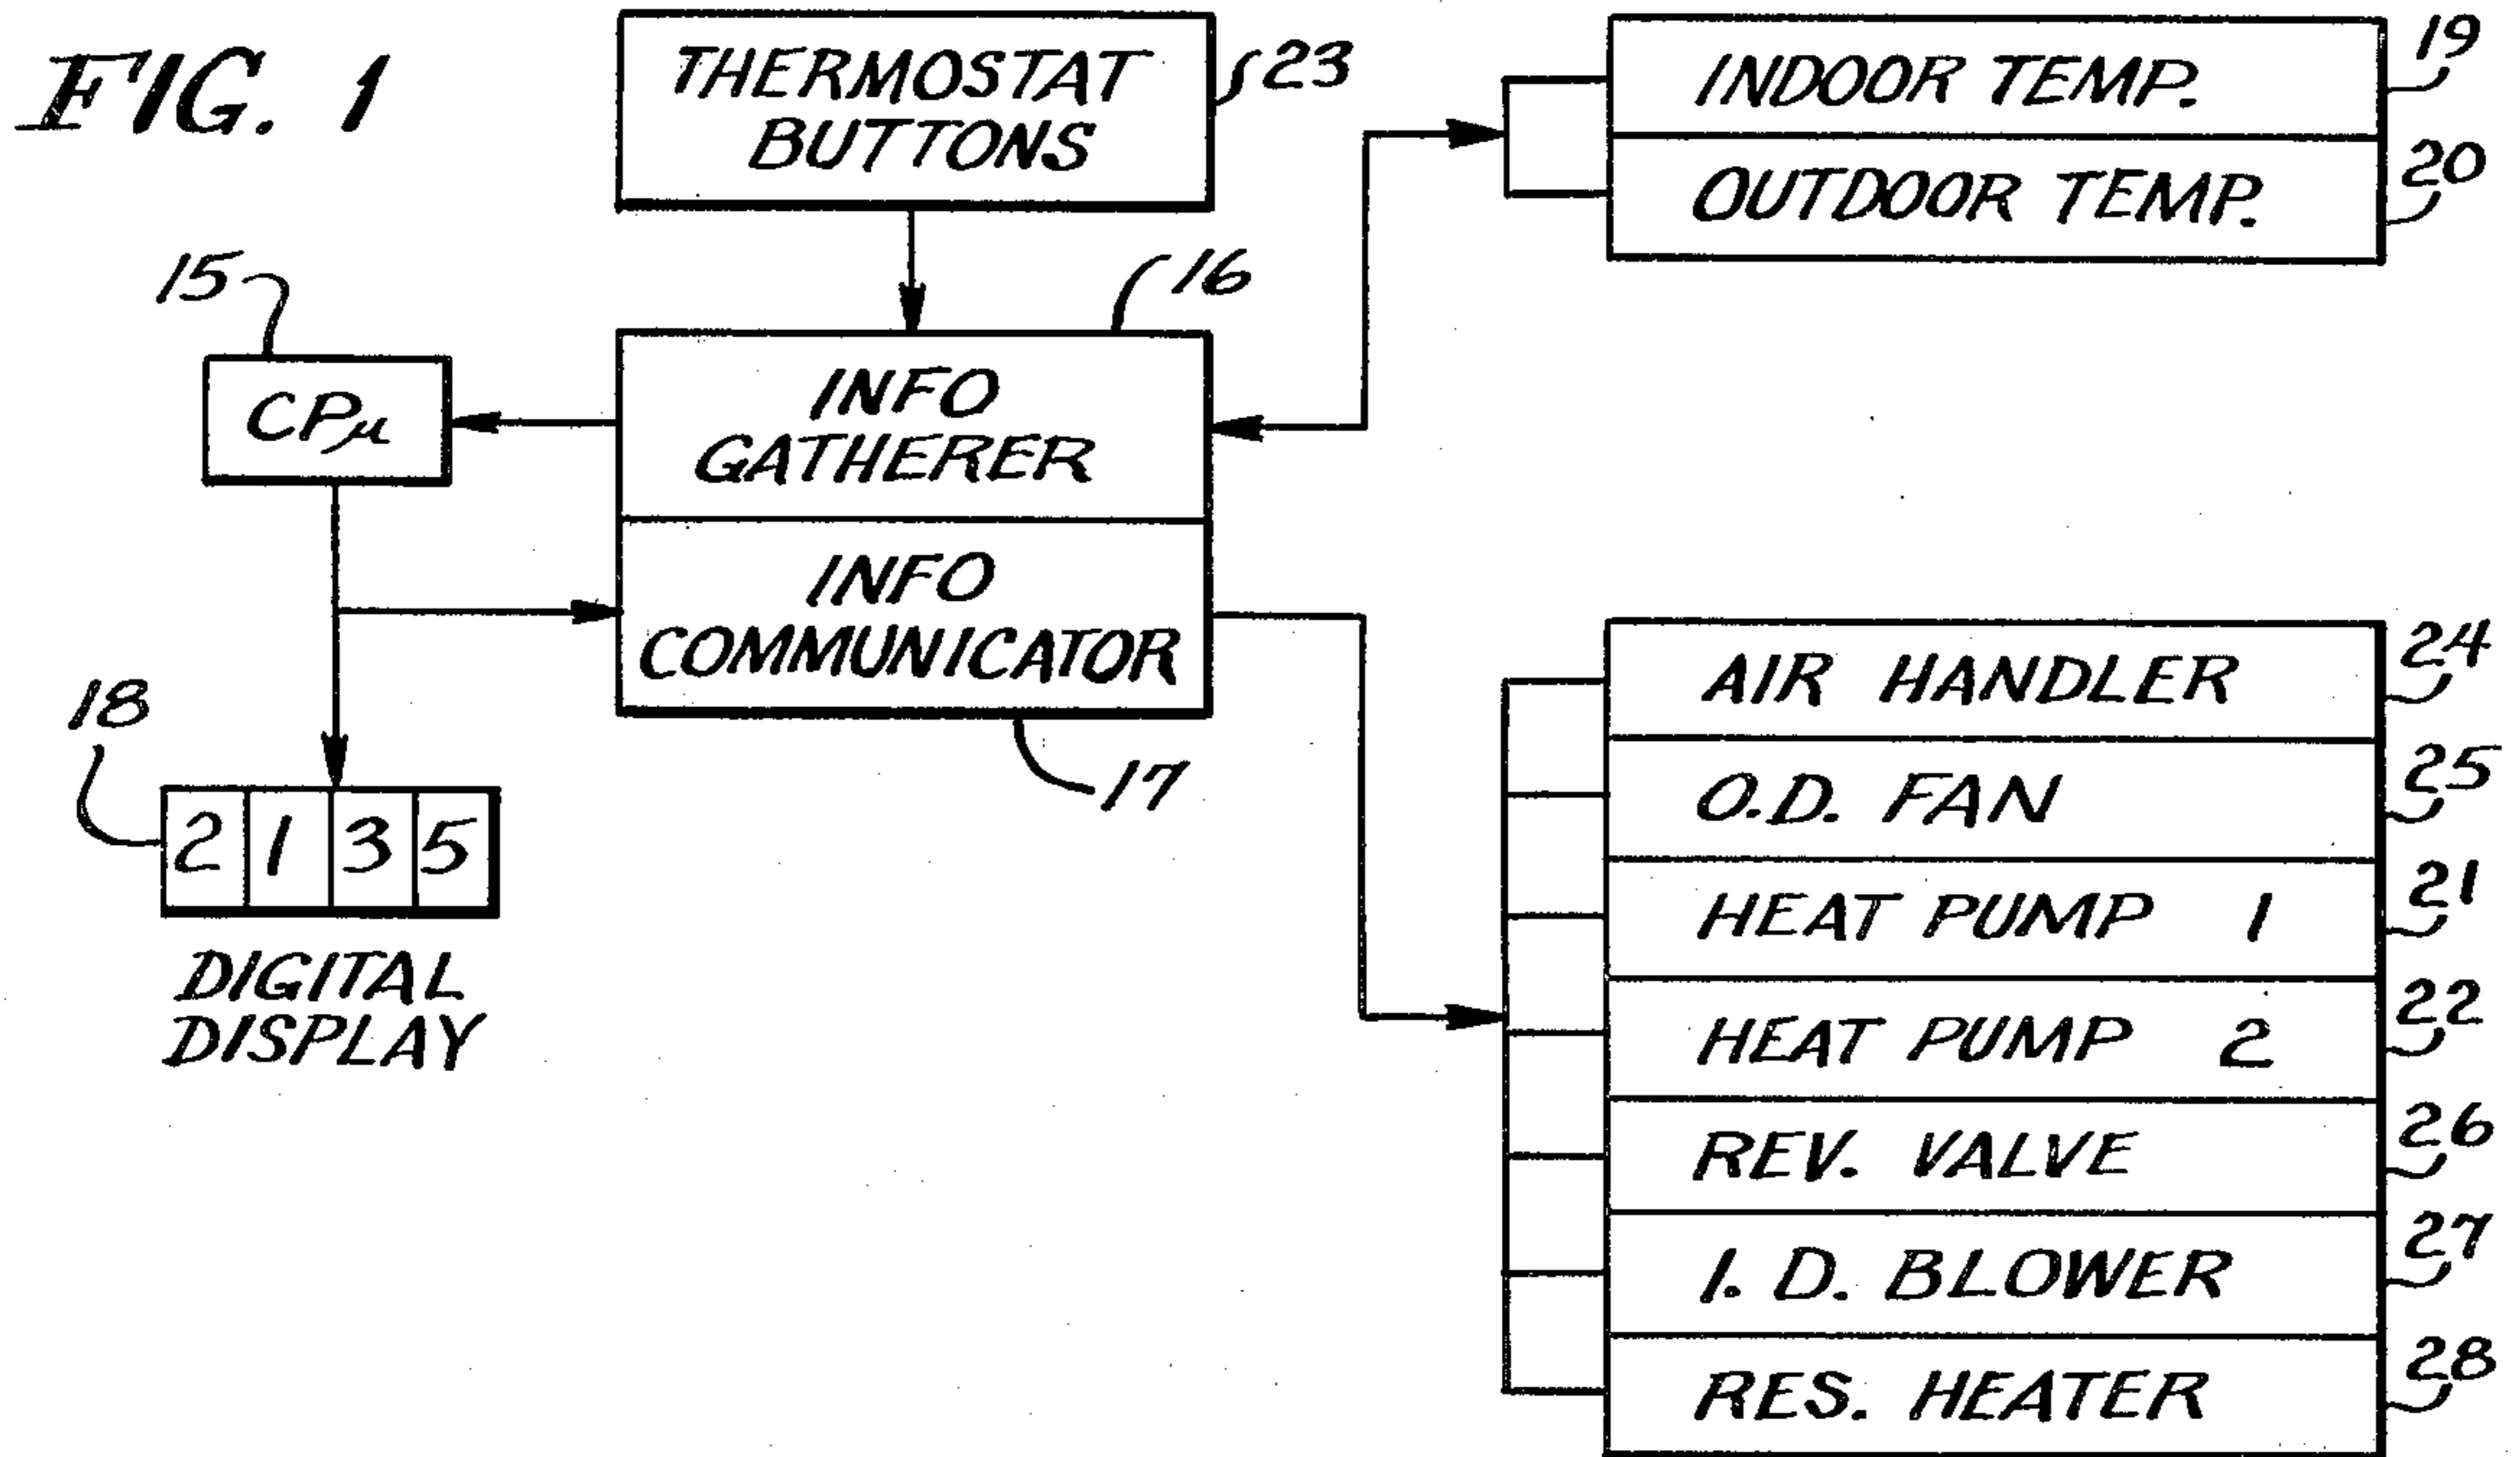 FIG. 1
THERMOSTAT
BUTTONS
23
INDOOR TEMP.
19
OUTDOOR TEMP.
20
15
CPμ
16
INFO
GATHERER
INFO
COMMUNICATOR
17
18
2 1 3 5
DIGITAL
DISPLAY
AIR HANDLER
24
O.D. FAN
25
HEAT PUMP 1
21
HEAT PUMP 2
22
REV. VALVE
26
I.D. BLOWER
27
RES. HEATER
28